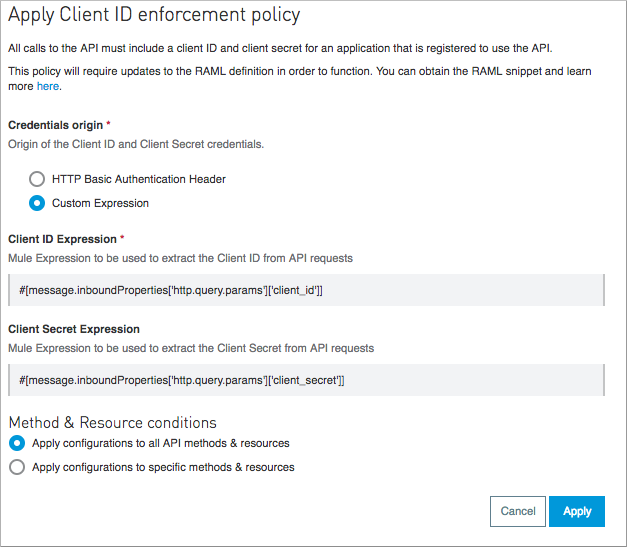 Apply Client ID enforcement policy
All calls to the API must include a client ID and client secret for an application that is registered to use the API.
This policy will require updates to the RAML definition in order to function. You can obtain the RAML snippet and learn
more here.
Credentials origin *
Origin of the Client ID and Client Secret credentials.
HTTP Basic Authentication Header
Custom Expression
Client ID Expression *
Mule Expression to be used to extract the Client ID from API requests
#[message.inboundProperties['http.query.params']['client_id']]
Client Secret Expression
Mule Expression to be used to extract the Client Secret from API requests
#[message.inboundProperties['http.query.params']['client_secret']]
Method & Resource conditions
Apply configurations to all API methods & resources
Apply configurations to specific methods & resources
Cancel Apply